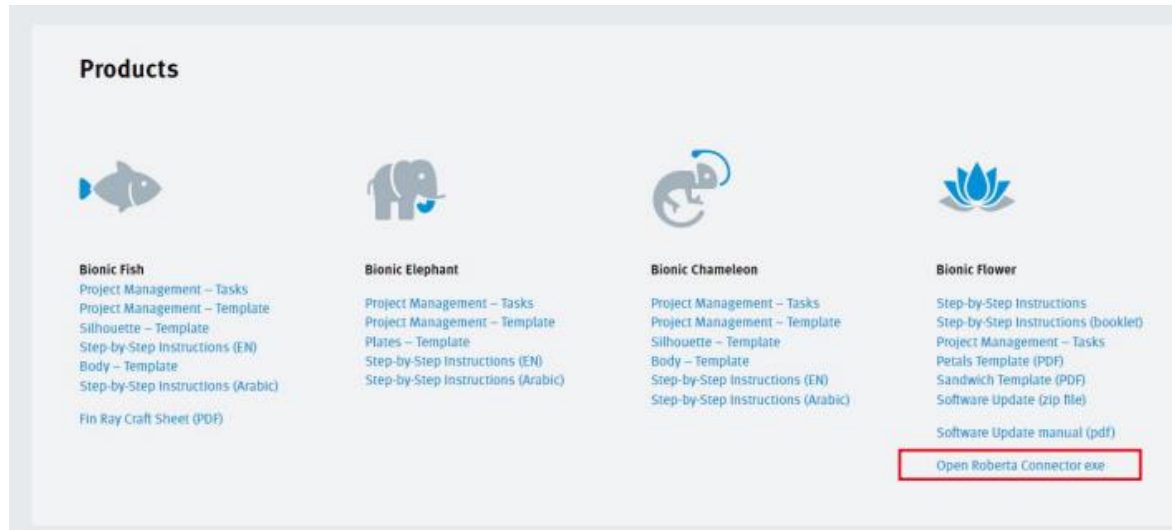 Products
Bionic Fish
Project Management – Tasks
Project Management – Template
Silhouette – Template
Step-by-Step Instructions (EN)
Body – Template
Step-by-Step Instructions (Arabic)
Fin Ray Craft Sheet (PDF)
Bionic Elephant
Project Management – Tasks
Project Management – Template
Plates – Template
Step-by-Step Instructions (EN)
Step-by-Step Instructions (Arabic)
Bionic Chameleon
Project Management – Tasks
Project Management – Template
Silhouette – Template
Body – Template
Step-by-Step Instructions (EN)
Step-by-Step Instructions (Arabic)
Bionic Flower
Step-by-Step Instructions
Step-by-Step Instructions (booklet)
Project Management – Tasks
Petals Template (PDF)
Sandwich Template (PDF)
Software Update (zip file)
Software Update manual (pdf)
Open Roberta Connector exe